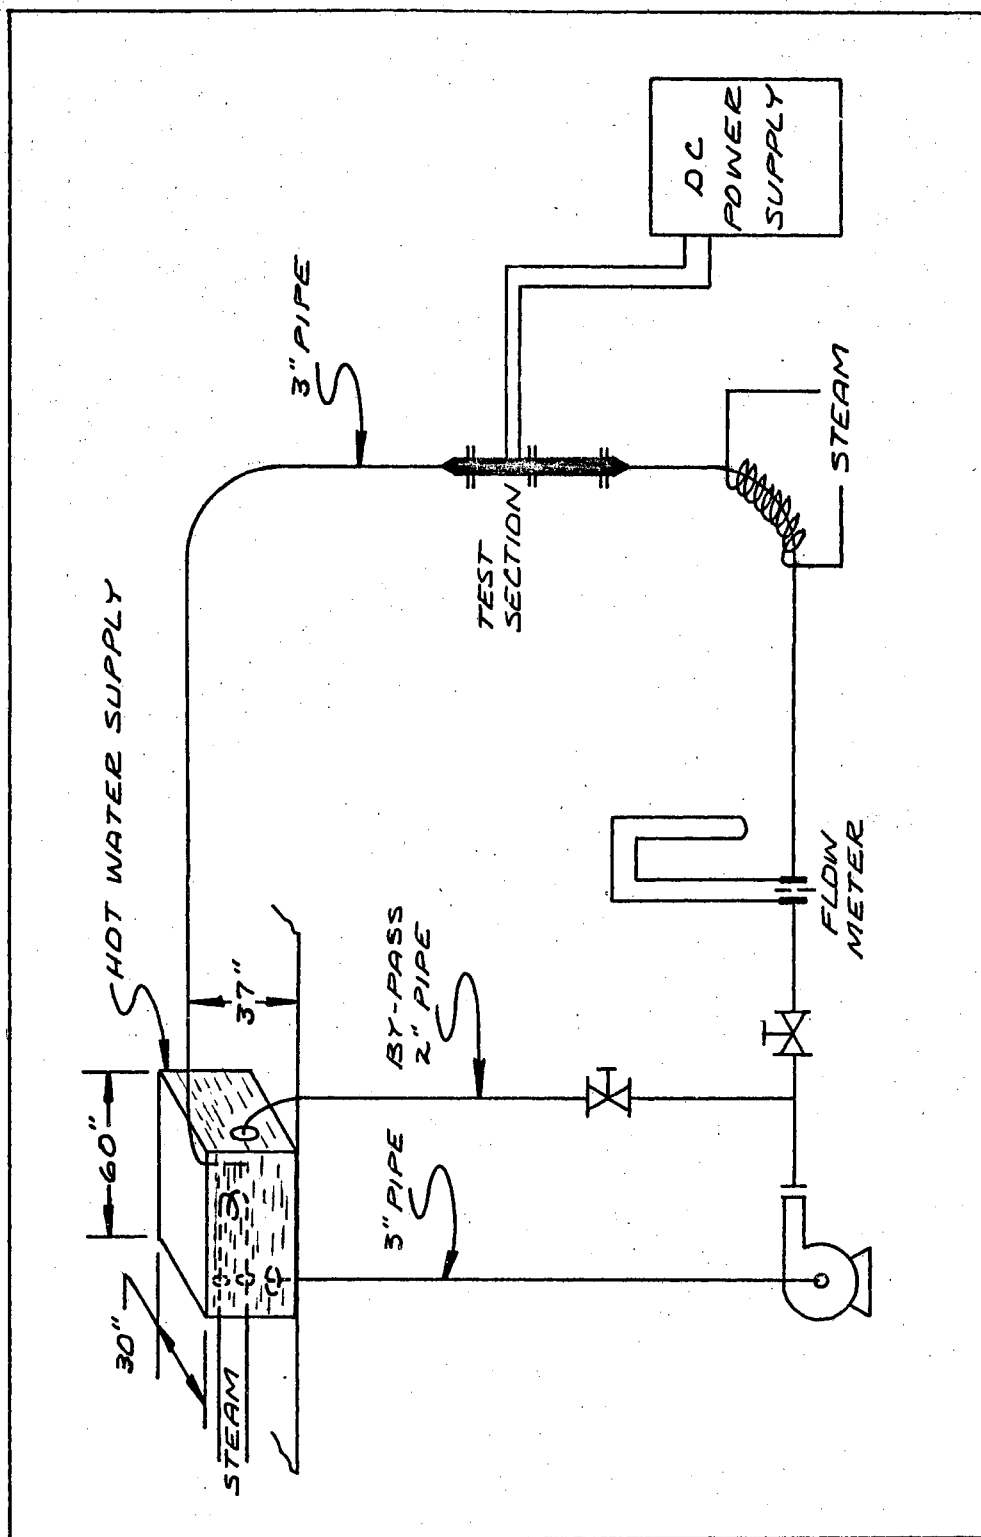 HOT WATER SUPPLY
60"
30"
37"
STEAM
3" PIPE
BY-PASS
2" PIPE
3" PIPE
TEST
SECTION
DC
POWER
SUPPLY
FLOW
METER
STEAM